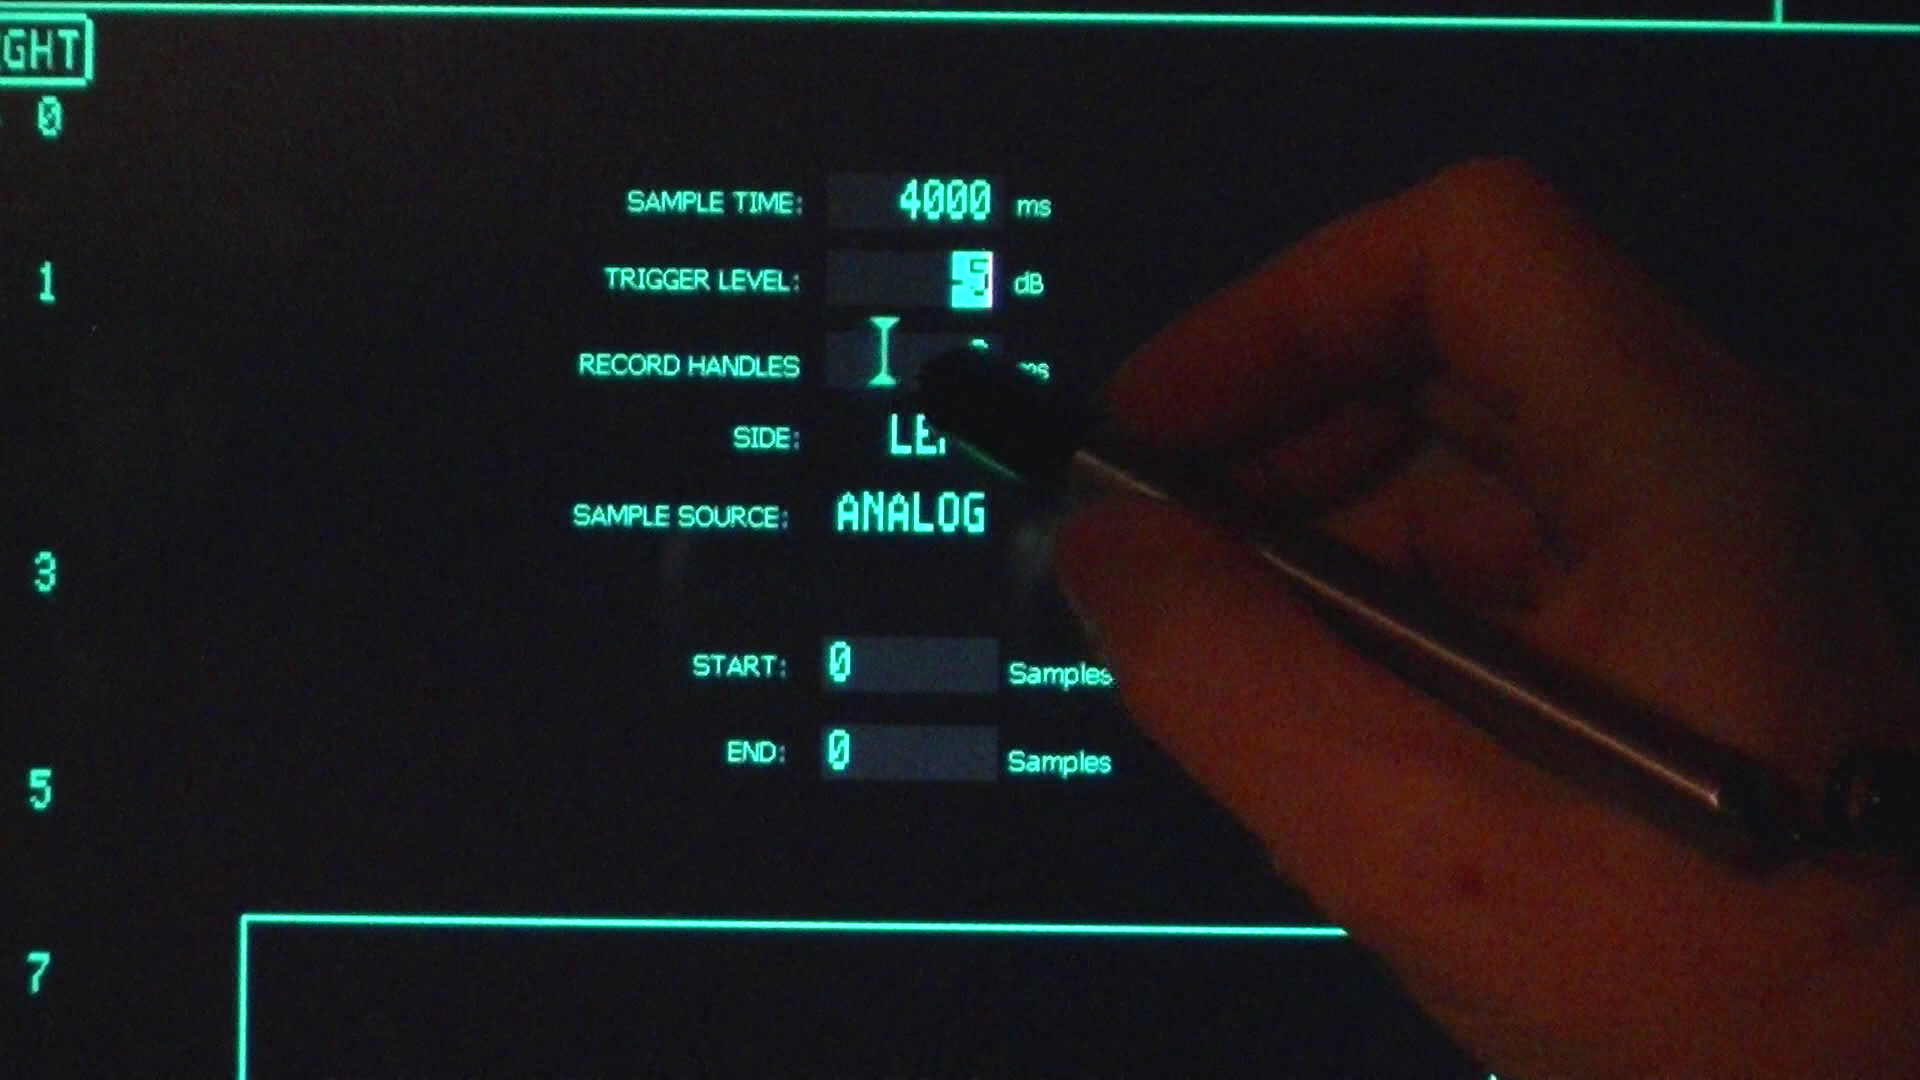 0
1
3
5
7
SAMPLE TIME: 4000 ms
TRIGGER LEVEL: -5 dB
RECORD HANDLES
SIDE:
SAMPLE SOURCE: ANALOG
START: 0 Samples
END: 0 Samples